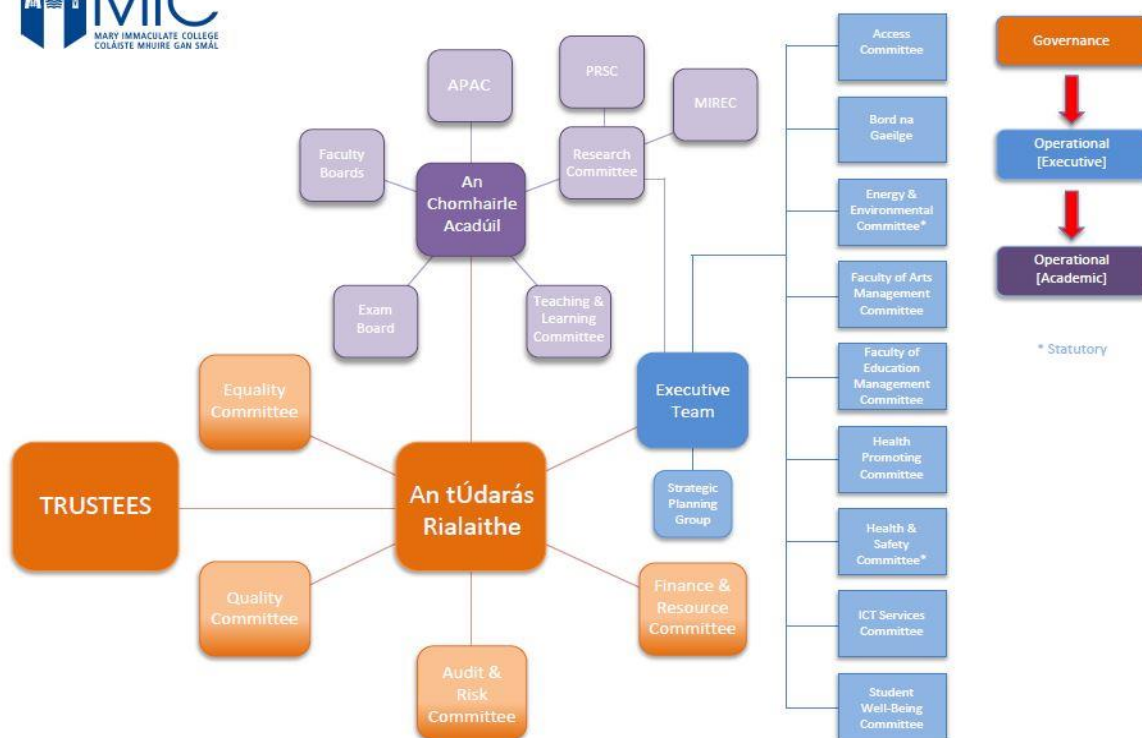 MIC
MARY IMMACULATE COLLEGE
COLÁISTE MHUIRE GAN SMÁL
APAC
PRSC
MIREC
Faculty
Boards
An
Chomhairle
Acadúil
Research
Committee
Exam
Board
Teaching &
Learning
Committee
Equality
Committee
Executive
Team
TRUSTEES
An tÚdarás
Rialaithe
Strategic
Planning
Group
Quality
Committee
Finance &
Resource
Committee
Audit &
Risk
Committee
Access
Committee
Bord na
Gaeilge
Energy &
Environmental
Committee*
Faculty of Arts
Management
Committee
Faculty of
Education
Management
Committee
Health
Promoting
Committee
Health &
Safety
Committee*
ICT Services
Committee
Student
Well-Being
Committee
Governance
Operational
[Executive]
Operational
[Academic]
* Statutory